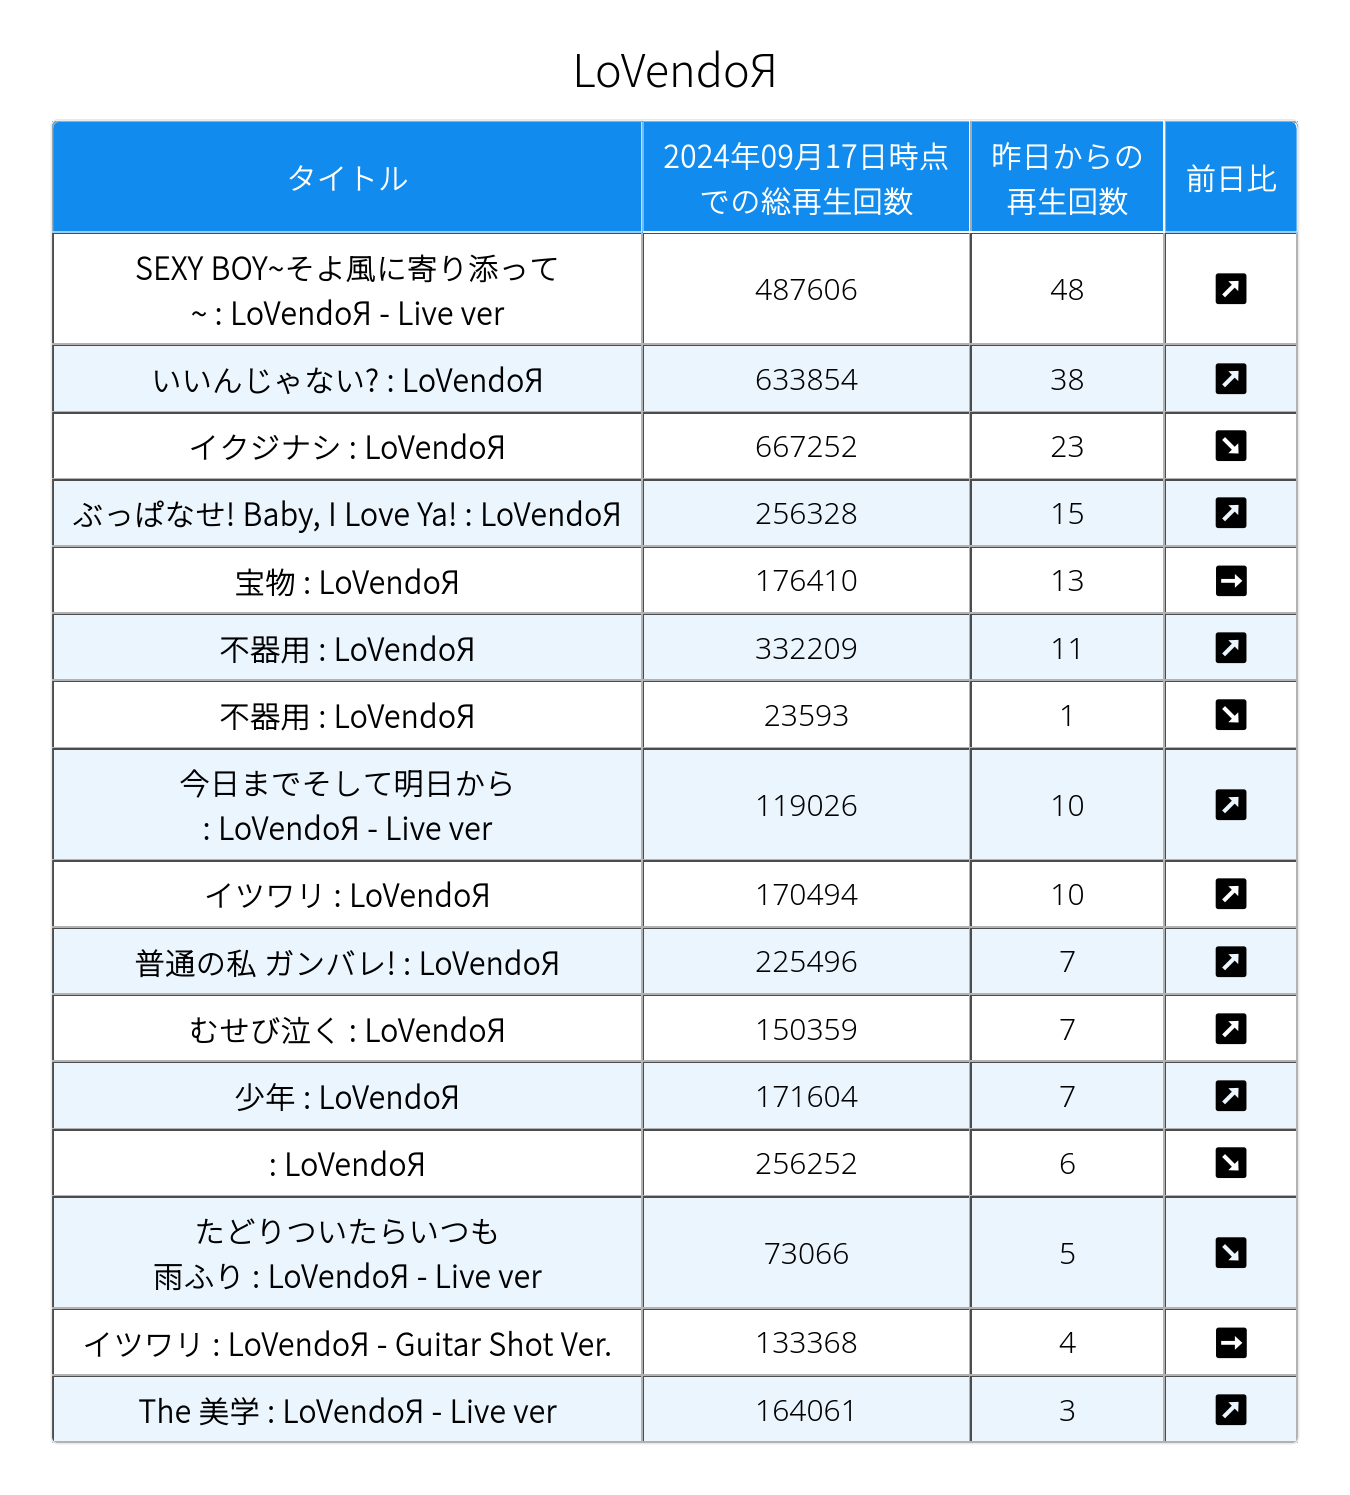 LoVendoЯ
タイトル
2024年09月17日時点
での総再生回数
昨日からの
再生回数
前日比
SEXY BOY~そよ風に寄り添って
~ : LoVendoЯ - Live ver
487606
48
いいんじゃない? : LoVendoЯ
633854
38
イクジナシ : LoVendoЯ
667252
23
ぶっぱなせ! Baby, I Love Ya! : LoVendoЯ
256328
15
宝物 : LoVendoЯ
176410
13
不器用 : LoVendoЯ
332209
11
不器用 : LoVendoЯ
23593
1
今日までそして明日から
: LoVendoЯ - Live ver
119026
10
イツワリ : LoVendoЯ
170494
10
普通の私 ガンバレ! : LoVendoЯ
225496
7
むせび泣く : LoVendoЯ
150359
7
少年 : LoVendoЯ
171604
7
: LoVendoЯ
256252
6
たどりついたらいつも
雨ふり : LoVendoЯ - Live ver
73066
5
イツワリ : LoVendoЯ - Guitar Shot Ver.
133368
4
The 美学 : LoVendoЯ - Live ver
164061
3